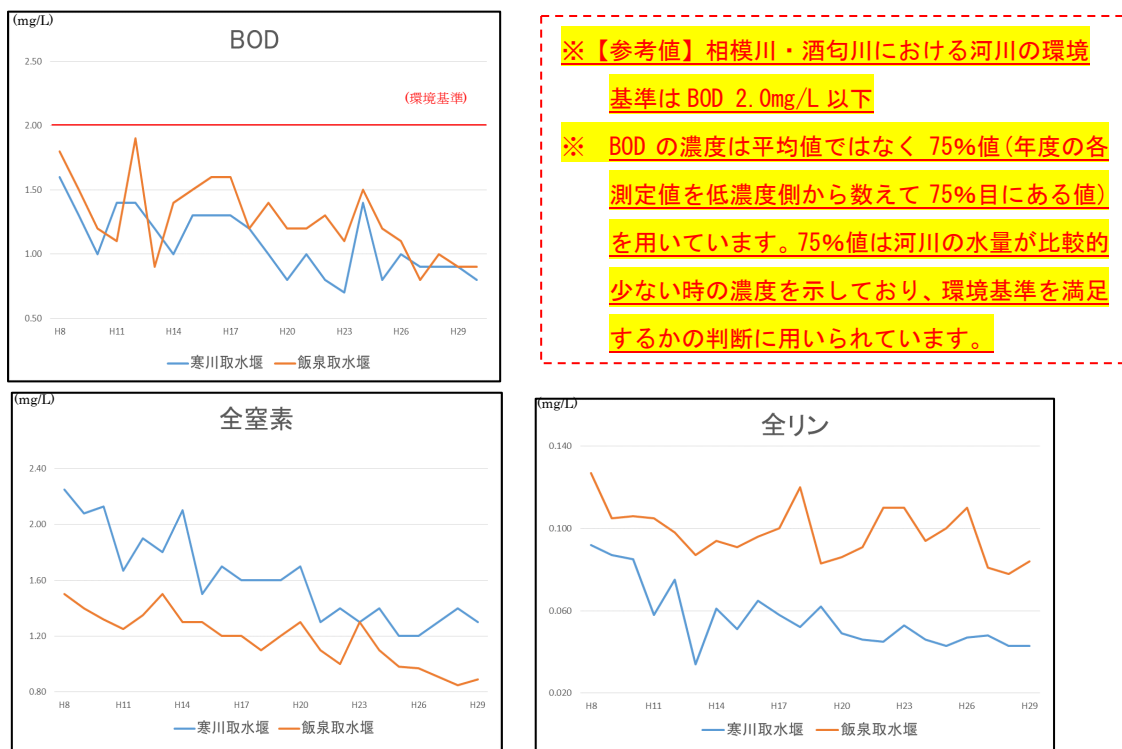 (mg/L)
BOD
2.50
(環境基準)
2.00
1.50
1.00
0.50
H8 H11 H14 H17 H20 H23 H26 H29
寒川取水堰 飯泉取水堰
※【参考値】相模川・酒匂川における河川の環境
基準は BOD 2.0mg/L 以下
※ BOD の濃度は平均値ではなく 75%値(年度の各
測定値を低濃度側から数えて 75%目にある値)
を用いています。75%値は河川の水量が比較的
少ない時の濃度を示しており、環境基準を満足
するかの判断に用いられています。
(mg/L)
全窒素
2.40
2.00
1.60
1.20
0.80
H8 H11 H14 H17 H20 H23 H26 H29
寒川取水堰 飯泉取水堰
(mg/L)
全リン
0.140
0.100
0.060
0.020
H8 H11 H14 H17 H20 H23 H26 H29
寒川取水堰 飯泉取水堰